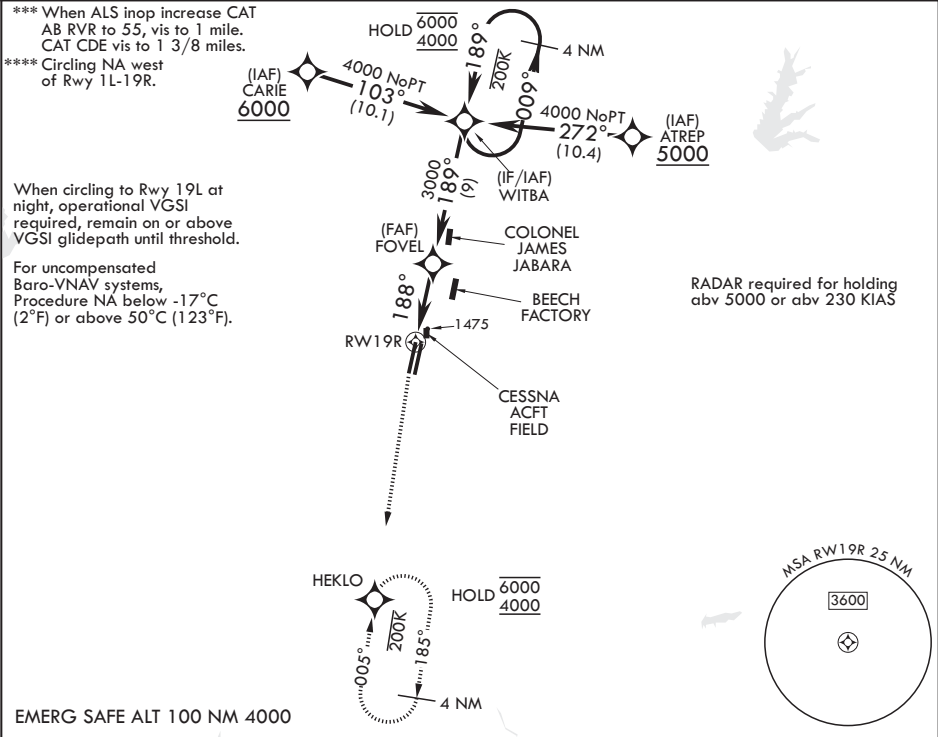 *** When ALS inop increase CAT
AB RVR to 55, vis to 1 mile.
CAT CDE vis to 1 3/8 miles.
**** Circling NA west
of Rwy 1L-19R.
HOLD 6000
4000
189°
200K
4 NM
009°
(IAF)
CARIE
6000
4000 NoPT
103°
(10.1)
4000 NoPT
272°
(10.4)
(IAF)
ATREP
5000
(IF/IAF)
WITBA
3000
189°
(9)
When circling to Rwy 19L at
night, operational VGSI
required, remain on or above
VGSI glidepath until threshold.
For uncompensated
Baro-VNAV systems,
Procedure NA below -17°C
(2°F) or above 50°C (123°F).
(FAF)
FOVEL
COLONEL
JAMES
JABARA
188°
BEECH
FACTORY
RADAR required for holding
abv 5000 or abv 230 KIAS
1475
RW19R
CESSNA
ACFT
FIELD
HEKLO
HOLD 6000
4000
200K
005°
185°
4 NM
MSA RW19R 25 NM
3600
EMERG SAFE ALT 100 NM 4000